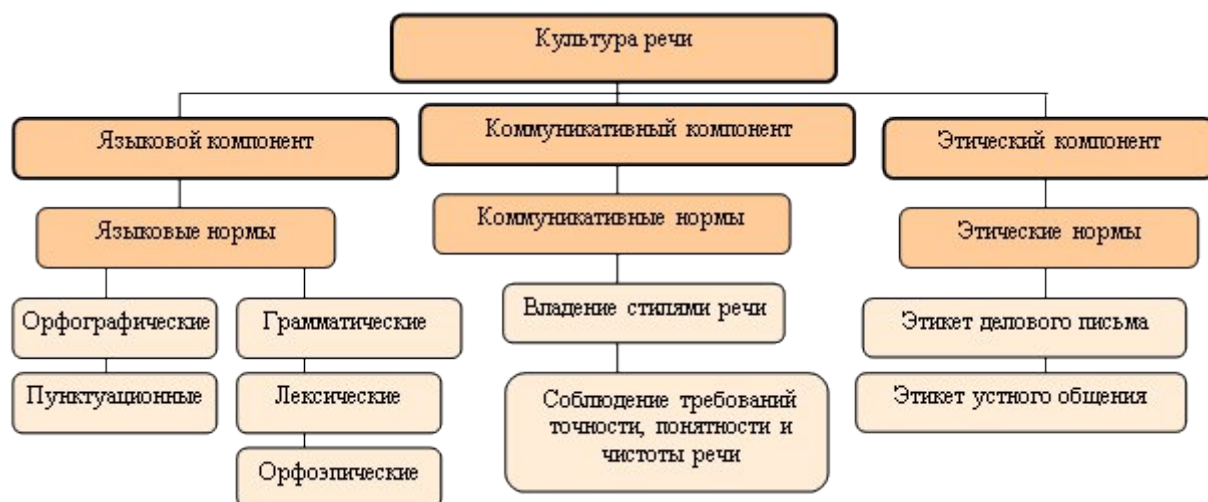 Культура речи
Языковой компонент
Коммуникативный компонент
Этический компонент
Языковые нормы
Коммуникативные нормы
Этические нормы
Орфографические
Грамматические
Владение стилями речи
Этикет делового письма
Пунктуационные
Лексические
Соблюдение требований
точности, понятности и
чистоты речи
Этикет устного общения
Орфоэпические